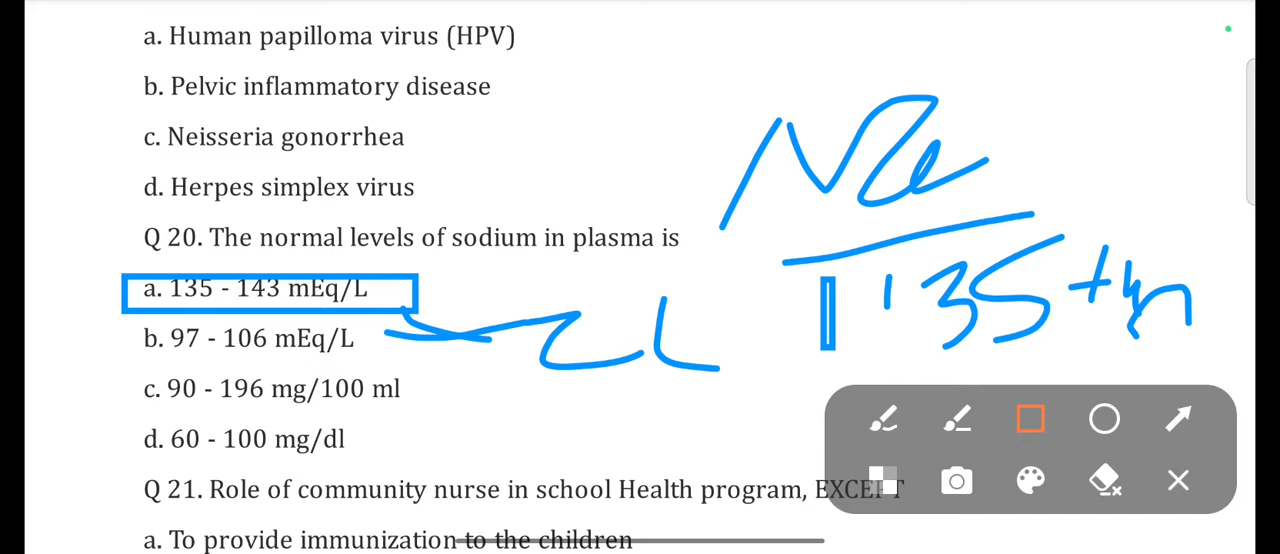 a. Human papilloma virus (HPV)
b. Pelvic inflammatory disease
c. Neisseria gonorrhea
d. Herpes simplex virus
Q 20. The normal levels of sodium in plasma is
a. 135 - 143 mEq/L
b. 97 - 106 mEq/L
c. 90 - 196 mg/100 ml
d. 60 - 100 mg/dl
Q 21. Role of community nurse in school Health program, EXCEPT
a. To provide immunization to the children
Na
135